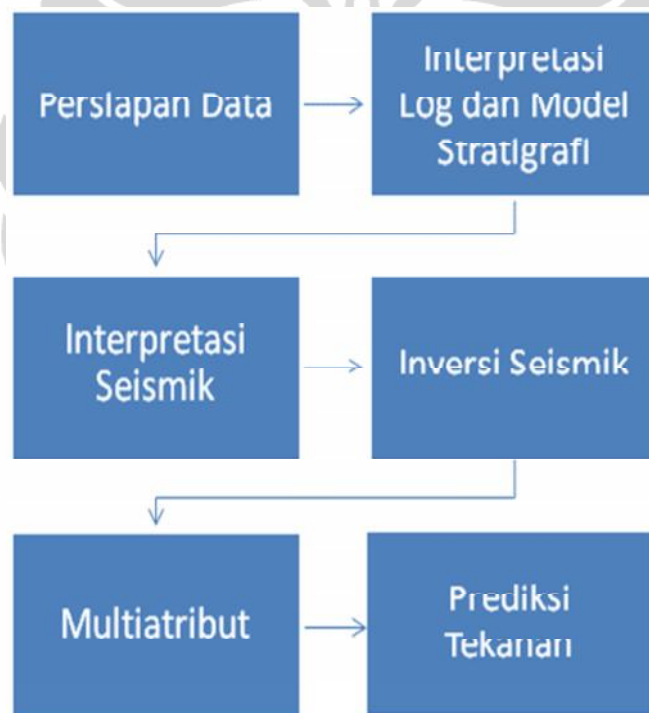 Persiapan Data
Interpretasi
Log dan Model
Stratigrafi
Interpretasi
Seismik
Inversi Seismik
Multiatribut
Prediksi
Tekanan